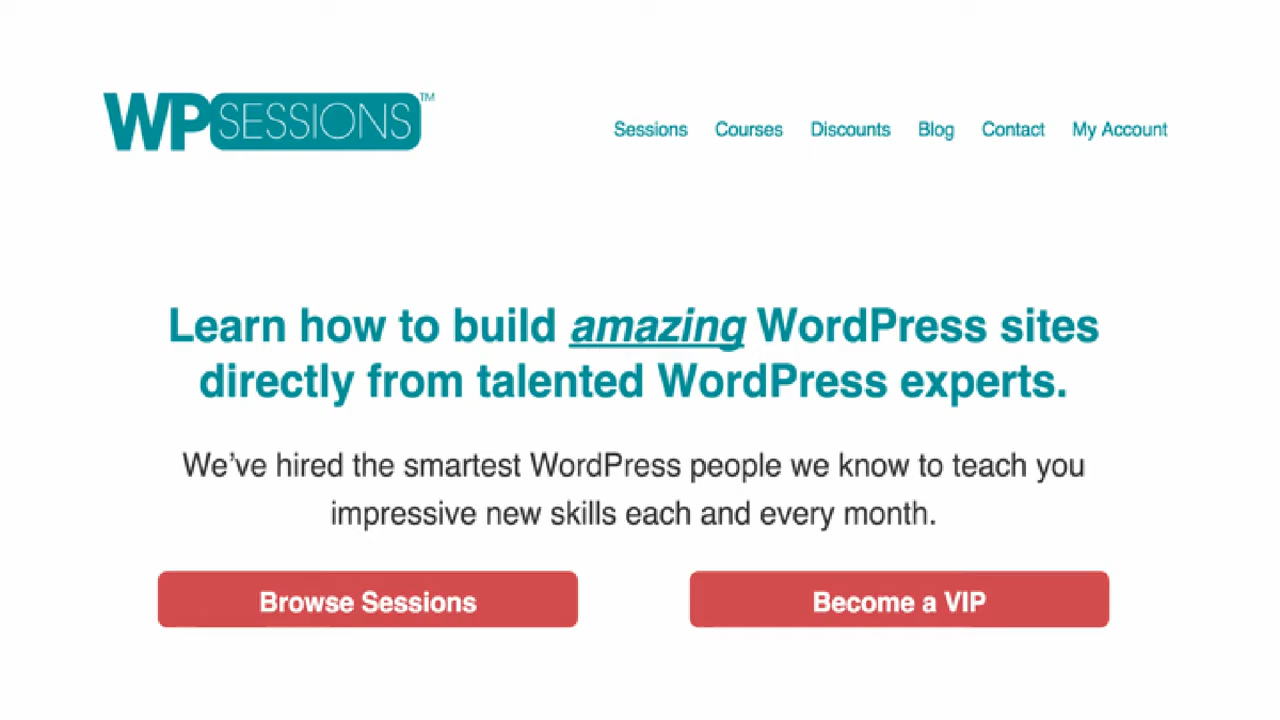 WPSESSIONS™
Sessions Courses Discounts Blog Contact My Account
Learn how to build amazing WordPress sites
directly from talented WordPress experts.
We’ve hired the smartest WordPress people we know to teach you
impressive new skills each and every month.
Browse Sessions Become a VIP